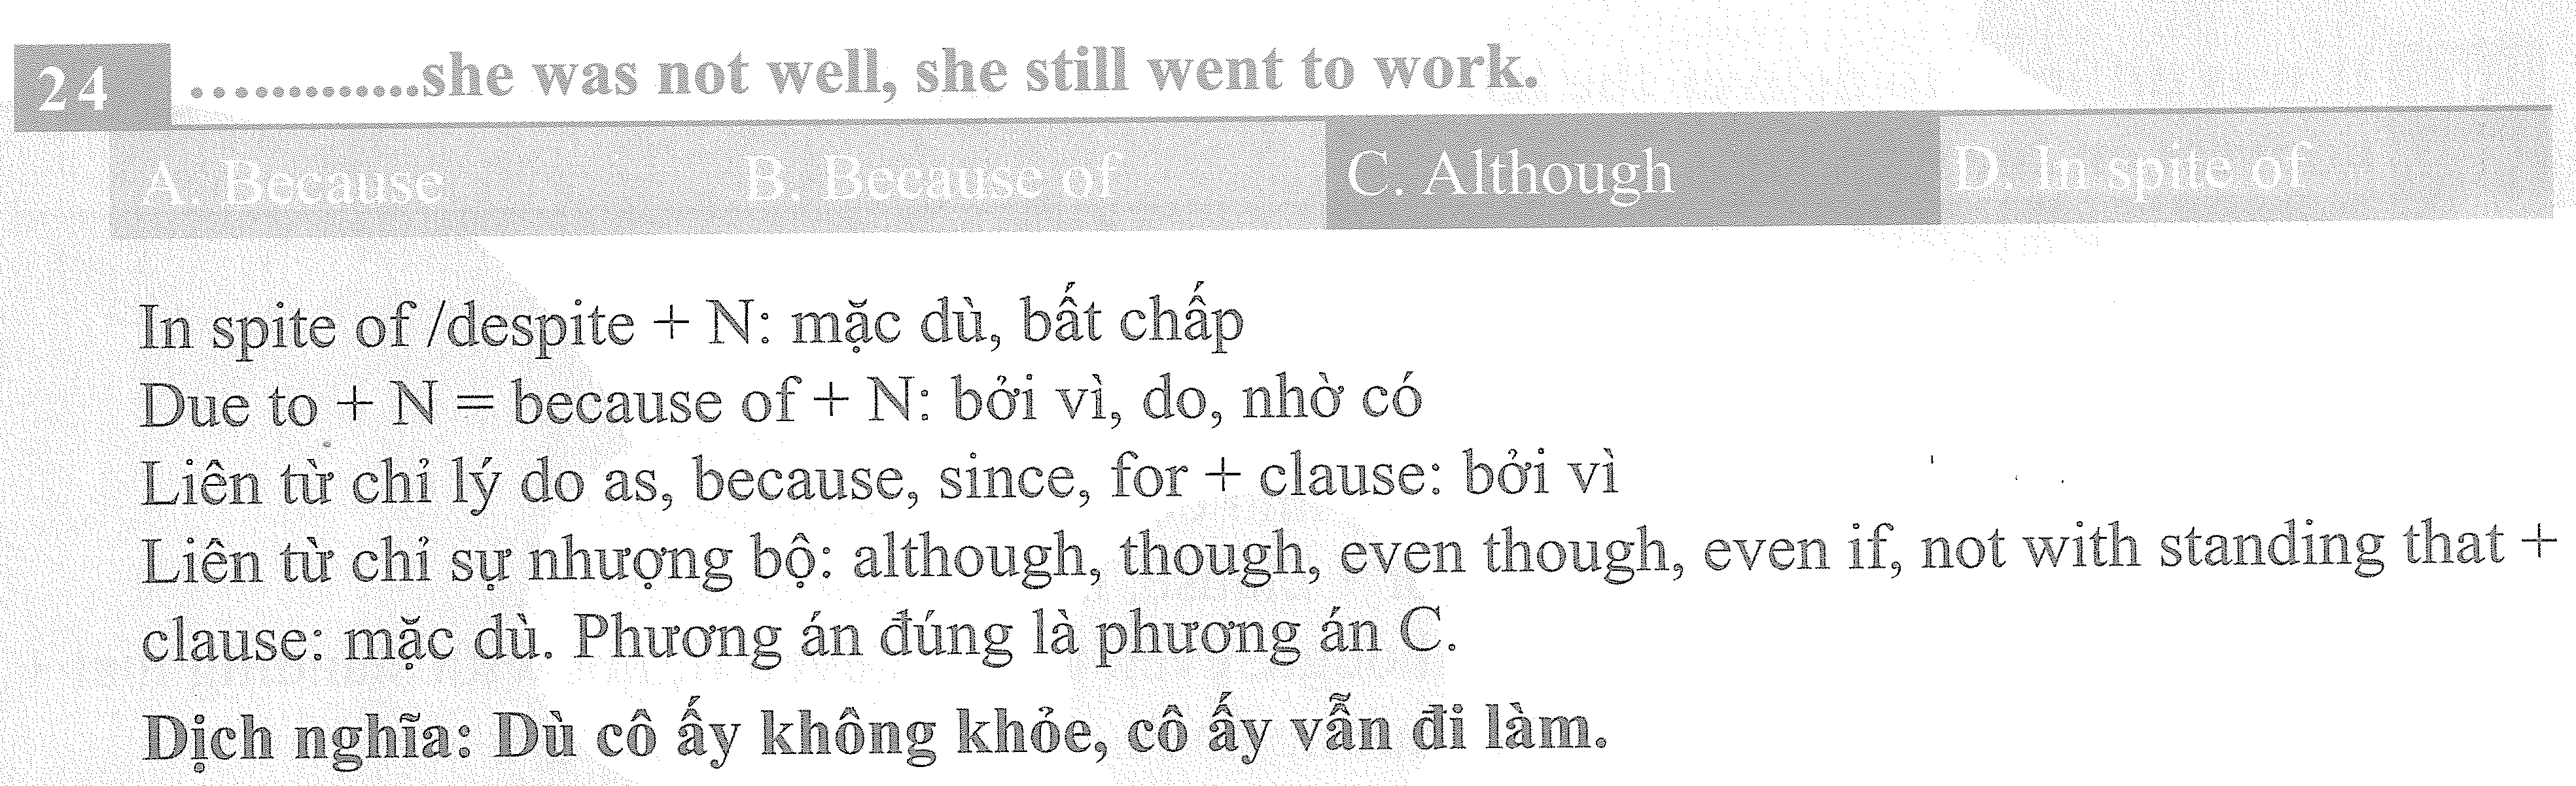 24 ............she was not well, she still went to work.
A. Because B. Because of C. Although D. In spite of
In spite of /despite + N: mặc dù, bất chấp
Due to + N = because of + N: bởi vì, do, nhờ có
Liên từ chỉ lý do as, because, since, for + clause: bởi vì
Liên từ chỉ sự nhượng bộ: although, though, even though, even if, not with standing that +
clause: mặc dù. Phương án đúng là phương án C.
Dịch nghĩa: Dù cô ấy không khỏe, cô ấy vẫn đi làm.